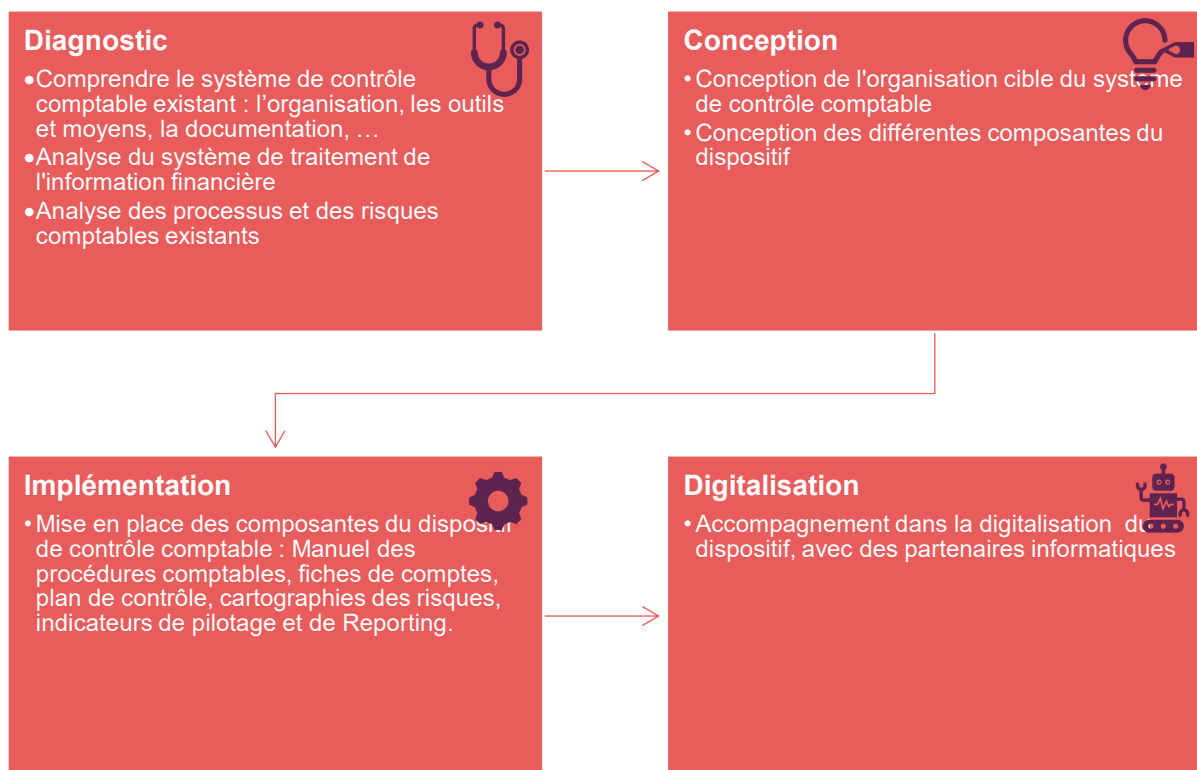 Diagnostic
•Comprendre le système de contrôle
comptable existant : l’organisation, les outils
et moyens, la documentation, …
•Analyse du système de traitement de
l'information financière
•Analyse des processus et des risques
comptables existants
Conception
• Conception de l'organisation cible du système
de contrôle comptable
• Conception des différentes composantes du
dispositif
Implémentation
• Mise en place des composantes du dispositif
de contrôle comptable : Manuel des
procédures comptables, fiches de comptes,
plan de contrôle, cartographies des risques,
indicateurs de pilotage et de Reporting.
Digitalisation
• Accompagnement dans la digitalisation du
dispositif, avec des partenaires informatiques